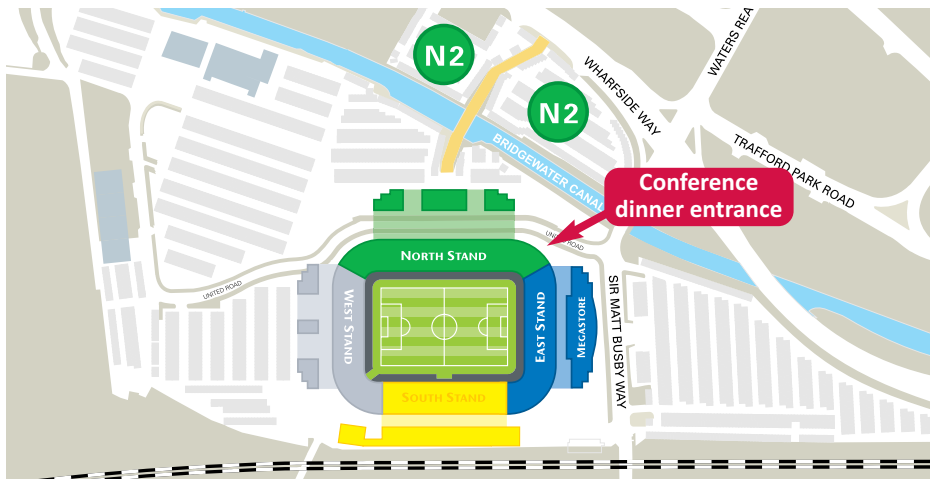 N2
N2
WHARFSIDE WAY
WATERS REA
TRAFFORD PARK ROAD
BRIDGEWATER CANAL
Conference
dinner entrance
UNITED ROAD
NORTH STAND
UNITED ROAD
WEST STAND
EAST STAND
MEGASTORE
SIR MATT BUSBY WAY
SOUTH STAND